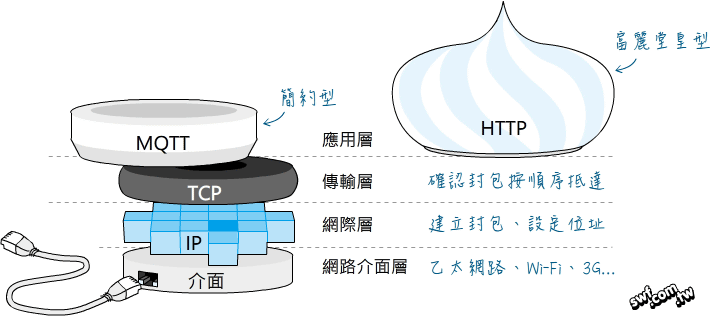 富麗堂皇型
簡約型
MQTT
應用層
HTTP
TCP
傳輸層
確認封包按順序抵達
IP
網際層
建立封包、設定位址
介面
網路介面層
乙太網路、Wi-Fi、3G...
swf.com.tw